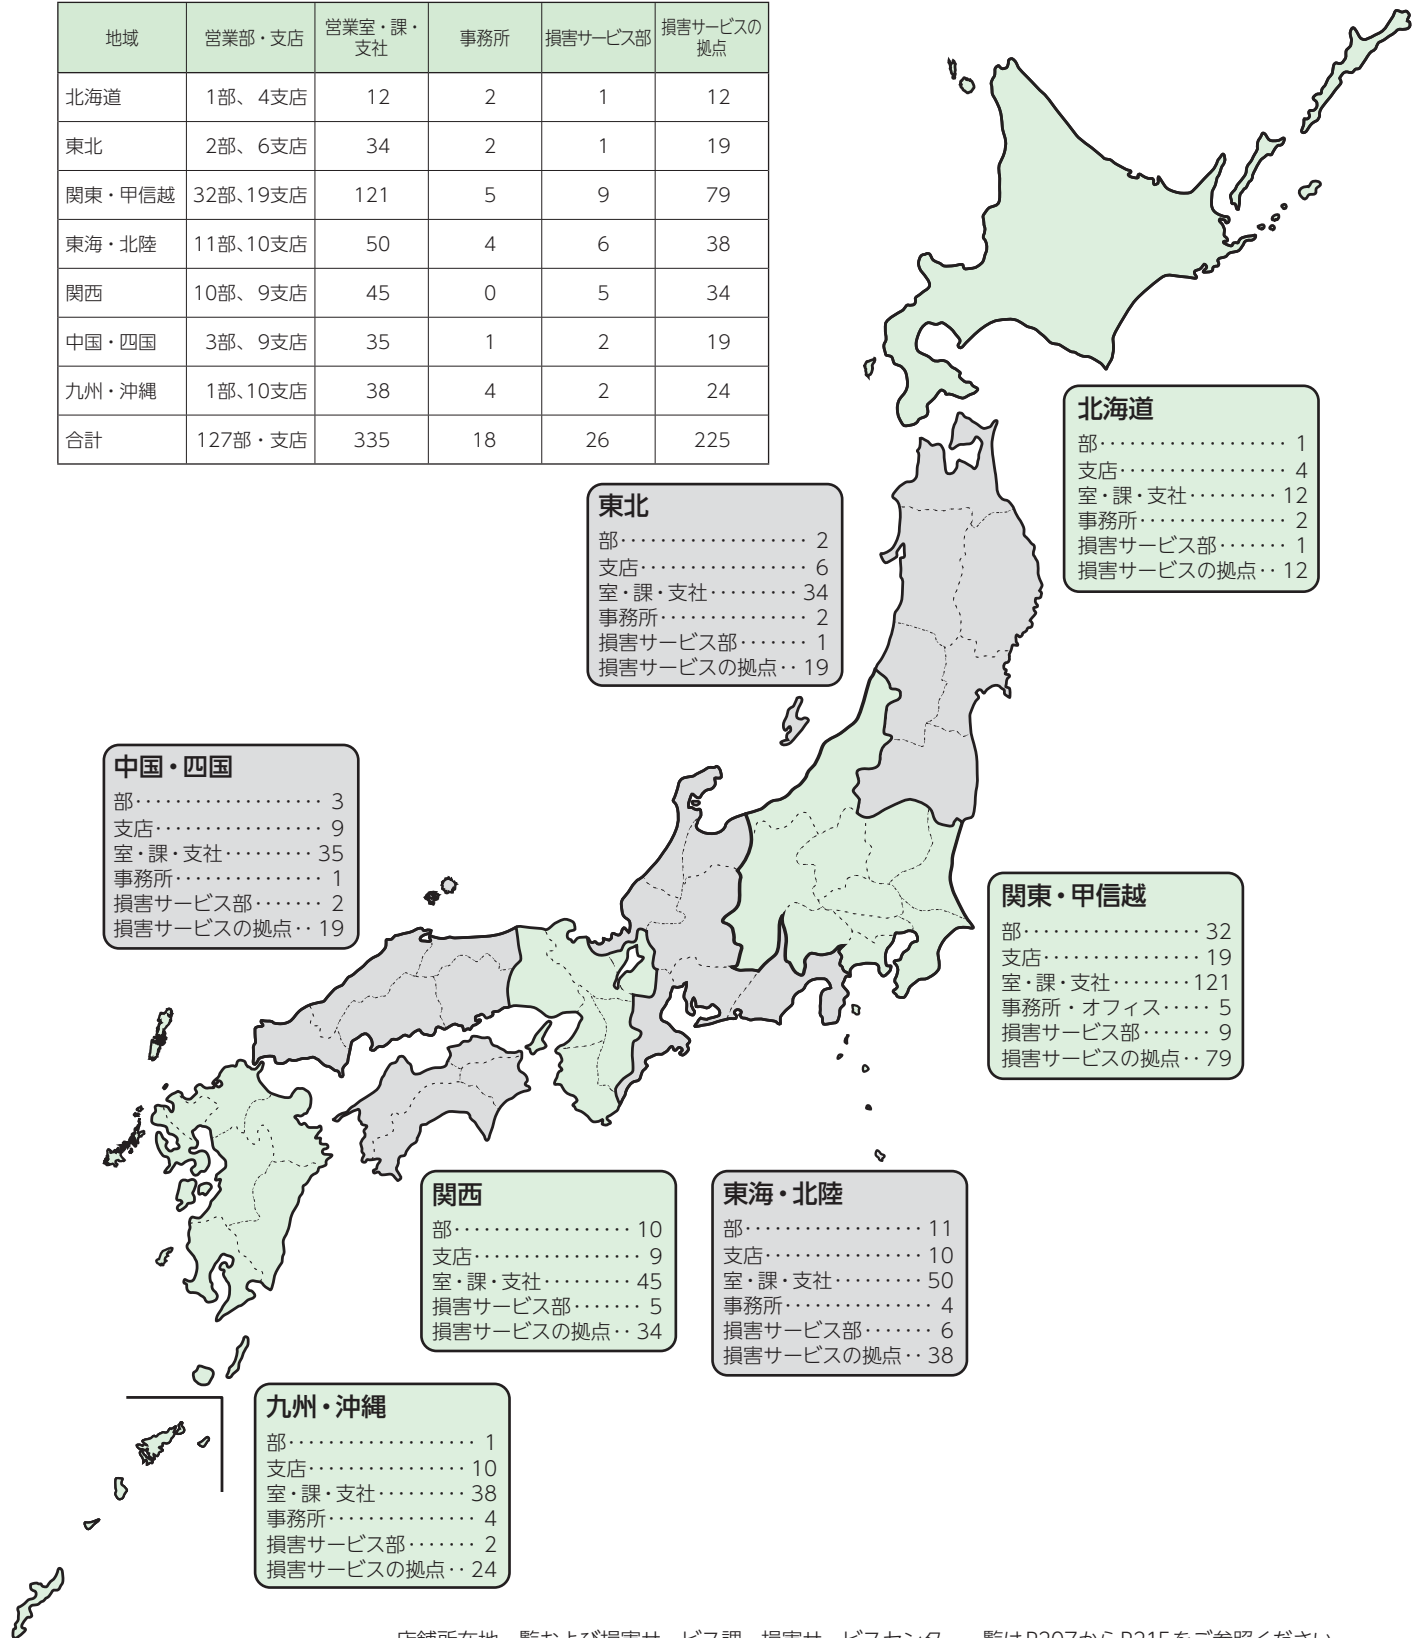 地域 営業部・支店 営業室・課・支社 事務所 損害サービス部 損害サービスの拠点
北海道 1部、 4支店 12 2 1 12
東北 2部、 6支店 34 2 1 19
関東・甲信越 32部、19支店 121 5 9 79
東海・北陸 11部、10支店 50 4 6 38
関西 10部、 9支店 45 0 5 34
中国・四国 3部、 9支店 35 1 2 19
九州・沖縄 1部、10支店 38 4 2 24
合計 127部・支店 335 18 26 225
北海道
部・・・・・・・・・・・・・・・・・・・ 1
支店・・・・・・・・・・・・・・・・・ 4
室・課・支社・・・・・・・・・ 12
事務所・・・・・・・・・・・・・・・ 2
損害サービス部・・・・・・・ 1
損害サービスの拠点・・ 12
東北
部・・・・・・・・・・・・・・・・・・・ 2
支店・・・・・・・・・・・・・・・・・ 6
室・課・支社・・・・・・・・・ 34
事務所・・・・・・・・・・・・・・・ 2
損害サービス部・・・・・・・ 1
損害サービスの拠点・・ 19
中国・四国
部・・・・・・・・・・・・・・・・・・・ 3
支店・・・・・・・・・・・・・・・・・ 9
室・課・支社・・・・・・・・・ 35
事務所・・・・・・・・・・・・・・・ 1
損害サービス部・・・・・・・ 2
損害サービスの拠点・・ 19
関東・甲信越
部・・・・・・・・・・・・・・・・・・ 32
支店・・・・・・・・・・・・・・・・ 19
室・課・支社・・・・・・・・121
事務所・オフィス・・・・・ 5
損害サービス部・・・・・・・ 9
損害サービスの拠点・・ 79
関西
部・・・・・・・・・・・・・・・・・・ 10
支店・・・・・・・・・・・・・・・・・ 9
室・課・支社・・・・・・・・・ 45
損害サービス部・・・・・・・ 5
損害サービスの拠点・・ 34
東海・北陸
部・・・・・・・・・・・・・・・・・・ 11
支店・・・・・・・・・・・・・・・・ 10
室・課・支社・・・・・・・・・ 50
事務所・・・・・・・・・・・・・・・ 4
損害サービス部・・・・・・・ 6
損害サービスの拠点・・ 38
九州・沖縄
部・・・・・・・・・・・・・・・・・・・ 1
支店・・・・・・・・・・・・・・・・ 10
室・課・支社・・・・・・・・・ 38
事務所・・・・・・・・・・・・・・・ 4
損害サービス部・・・・・・・ 2
損害サービスの拠点・・ 24